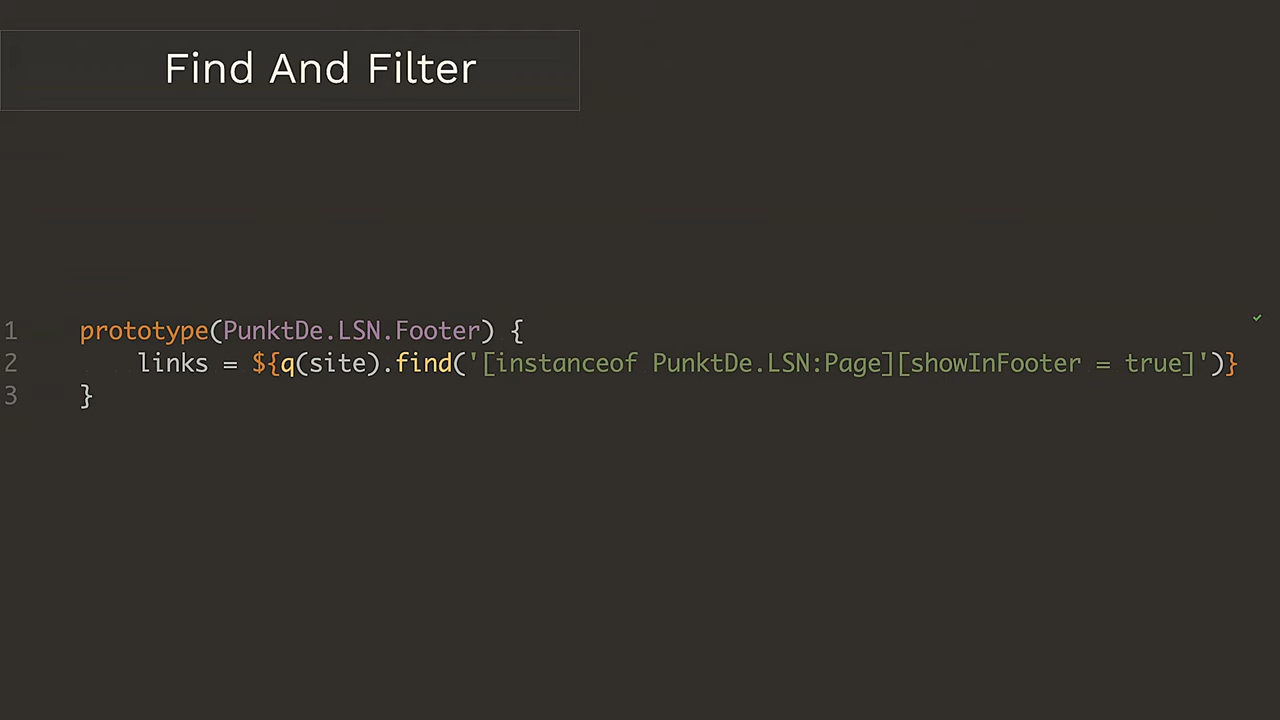 Find And Filter
1 prototype(PunktDe.LSN.Footer) {
2 links = ${q(site).find('[instanceof PunktDe.LSN:Page][showInFooter = true]')}
3 }